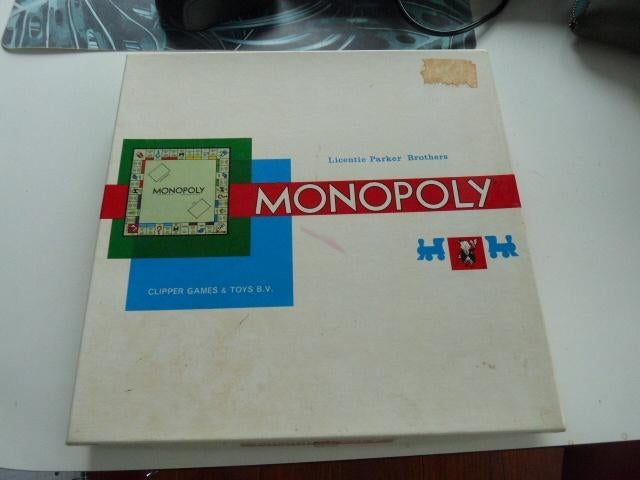 Licentie Parker Brothers
MONOPOLY
MONOPOLY
CLIPPER GAMES & TOYS B.V.